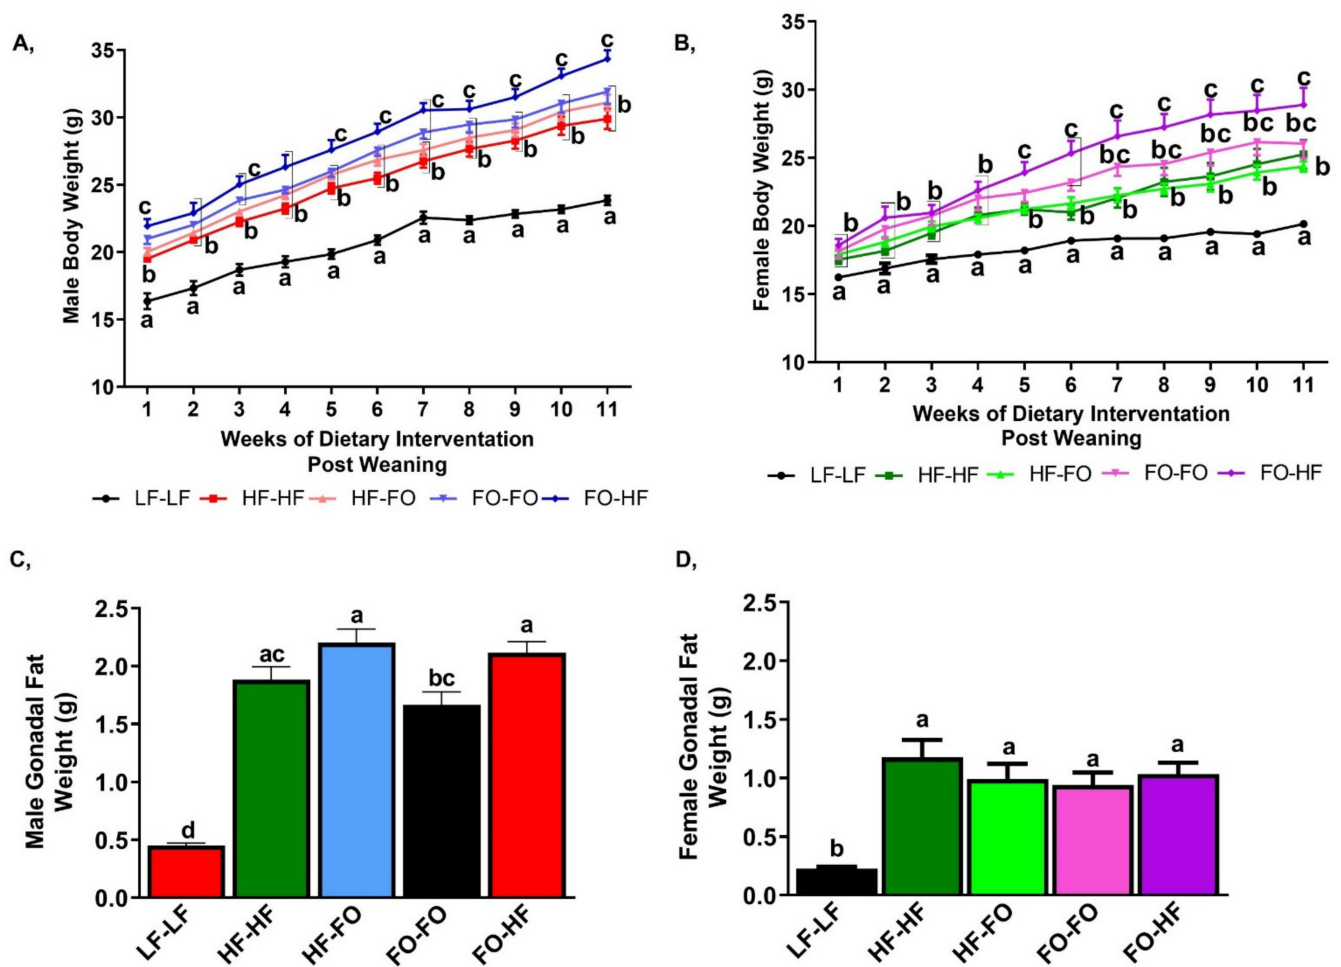 A,
35
30
25
20
15
10
Male Body Weight (g)
c c c c c c c c c
b b b b b b b b b b
a a a a a a a a a a a
1 2 3 4 5 6 7 8 9 10 11
Weeks of Dietary Interventation
Post Weaning
LF-LF HF-HF HF-FO FO-FO FO-HF
B,
35
30
25
20
15
10
Female Body Weight (g)
b b b b c c c c c c c
bc bc bc bc bc
b b b b b b b
a a a a a a a a a a a
1 2 3 4 5 6 7 8 9 10 11
Weeks of Dietary Intervention
Post Weaning
LF-LF HF-HF HF-FO FO-FO FO-HF
C,
2.5
2.0
1.5
1.0
0.5
0.0
Male Gonadal Fat
Weight (g)
d ac a bc a
LF-LF HF-HF HF-FO FO-FO FO-HF
D,
2.5
2.0
1.5
1.0
0.5
0.0
Female Gonadal Fat
Weight (g)
b a a a a
LF-LF HF-HF HF-FO FO-FO FO-HF